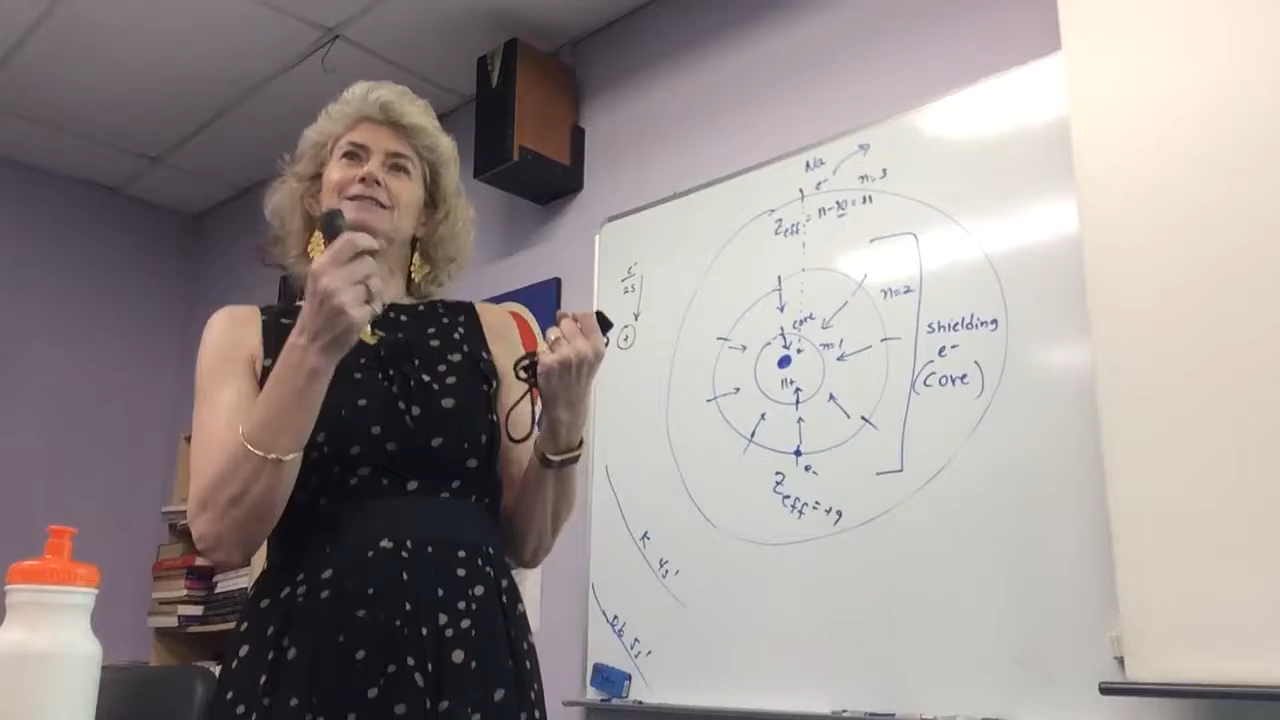 Na
e- n=3
Zeff = 11-10 = +1
n=2
e-
2s
+
core
n=1
11+
shielding
e-
(core)
e-
Zeff = +9
K 4s¹
Rb 5s¹